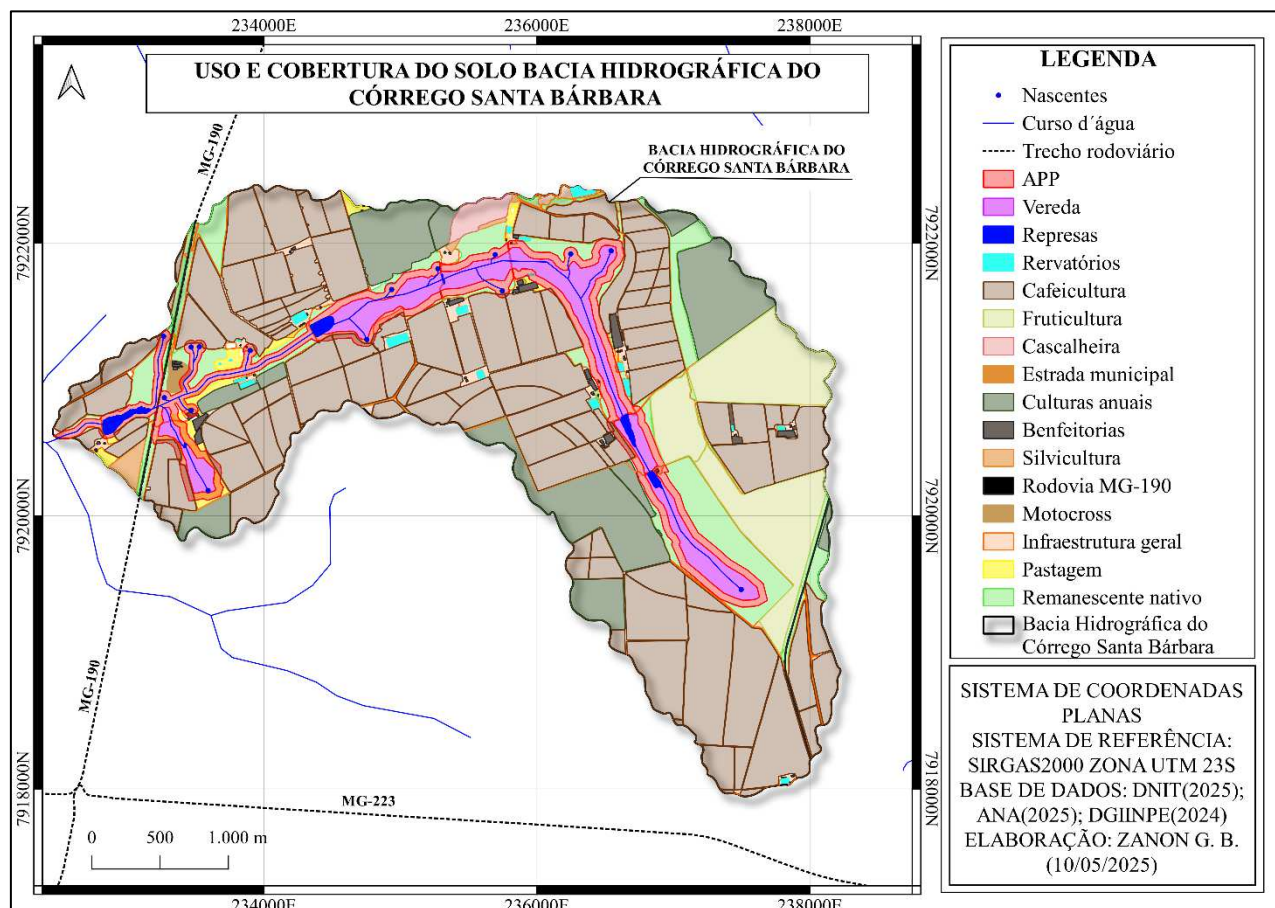 234000E
236000E
238000E
USO E COBERTURA DO SOLO BACIA HIDROGRÁFICA DO
CÓRREGO SANTA BÁRBARA
MG-190
BACIA HIDROGRÁFICA DO
CÓRREGO SANTA BÁRBARA
7922000N
7922000N
7920000N
7920000N
7918000N
7918000N
MG-190
MG-223
0 500 1.000 m
234000E
236000E
238000E
LEGENDA
Nascentes
Curso d´água
Trecho rodoviário
APP
Vereda
Represas
Rervatórios
Cafeicultura
Fruticultura
Cascalheira
Estrada municipal
Culturas anuais
Benfeitorias
Silvicultura
Rodovia MG-190
Motocross
Infraestrutura geral
Pastagem
Remanescente nativo
Bacia Hidrográfica do
Córrego Santa Bárbara
SISTEMA DE COORDENADAS
PLANAS
SISTEMA DE REFERÊNCIA:
SIRGAS2000 ZONA UTM 23S
BASE DE DADOS: DNIT(2025);
ANA(2025); DGIINPE(2024)
ELABORAÇÃO: ZANON G. B.
(10/05/2025)